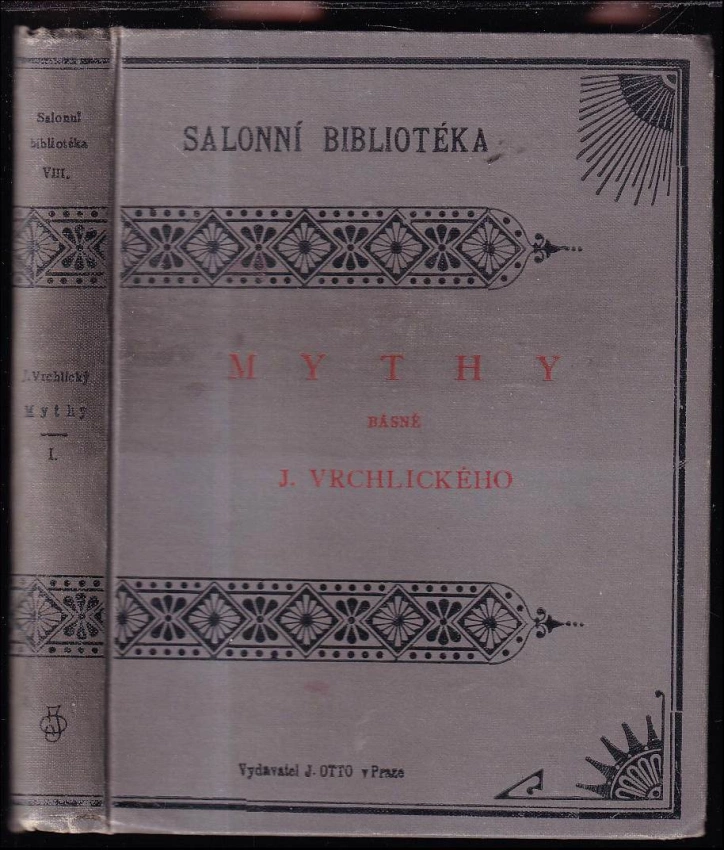 Salonní
bibliotéka
VIII.
J. Vrchlický
Mythy
I.
SALONNÍ BIBLIOTÉKA
MYTHY
BÁSNĚ
J. VRCHLICKÉHO
Vydavatel J. OTTO v Praze